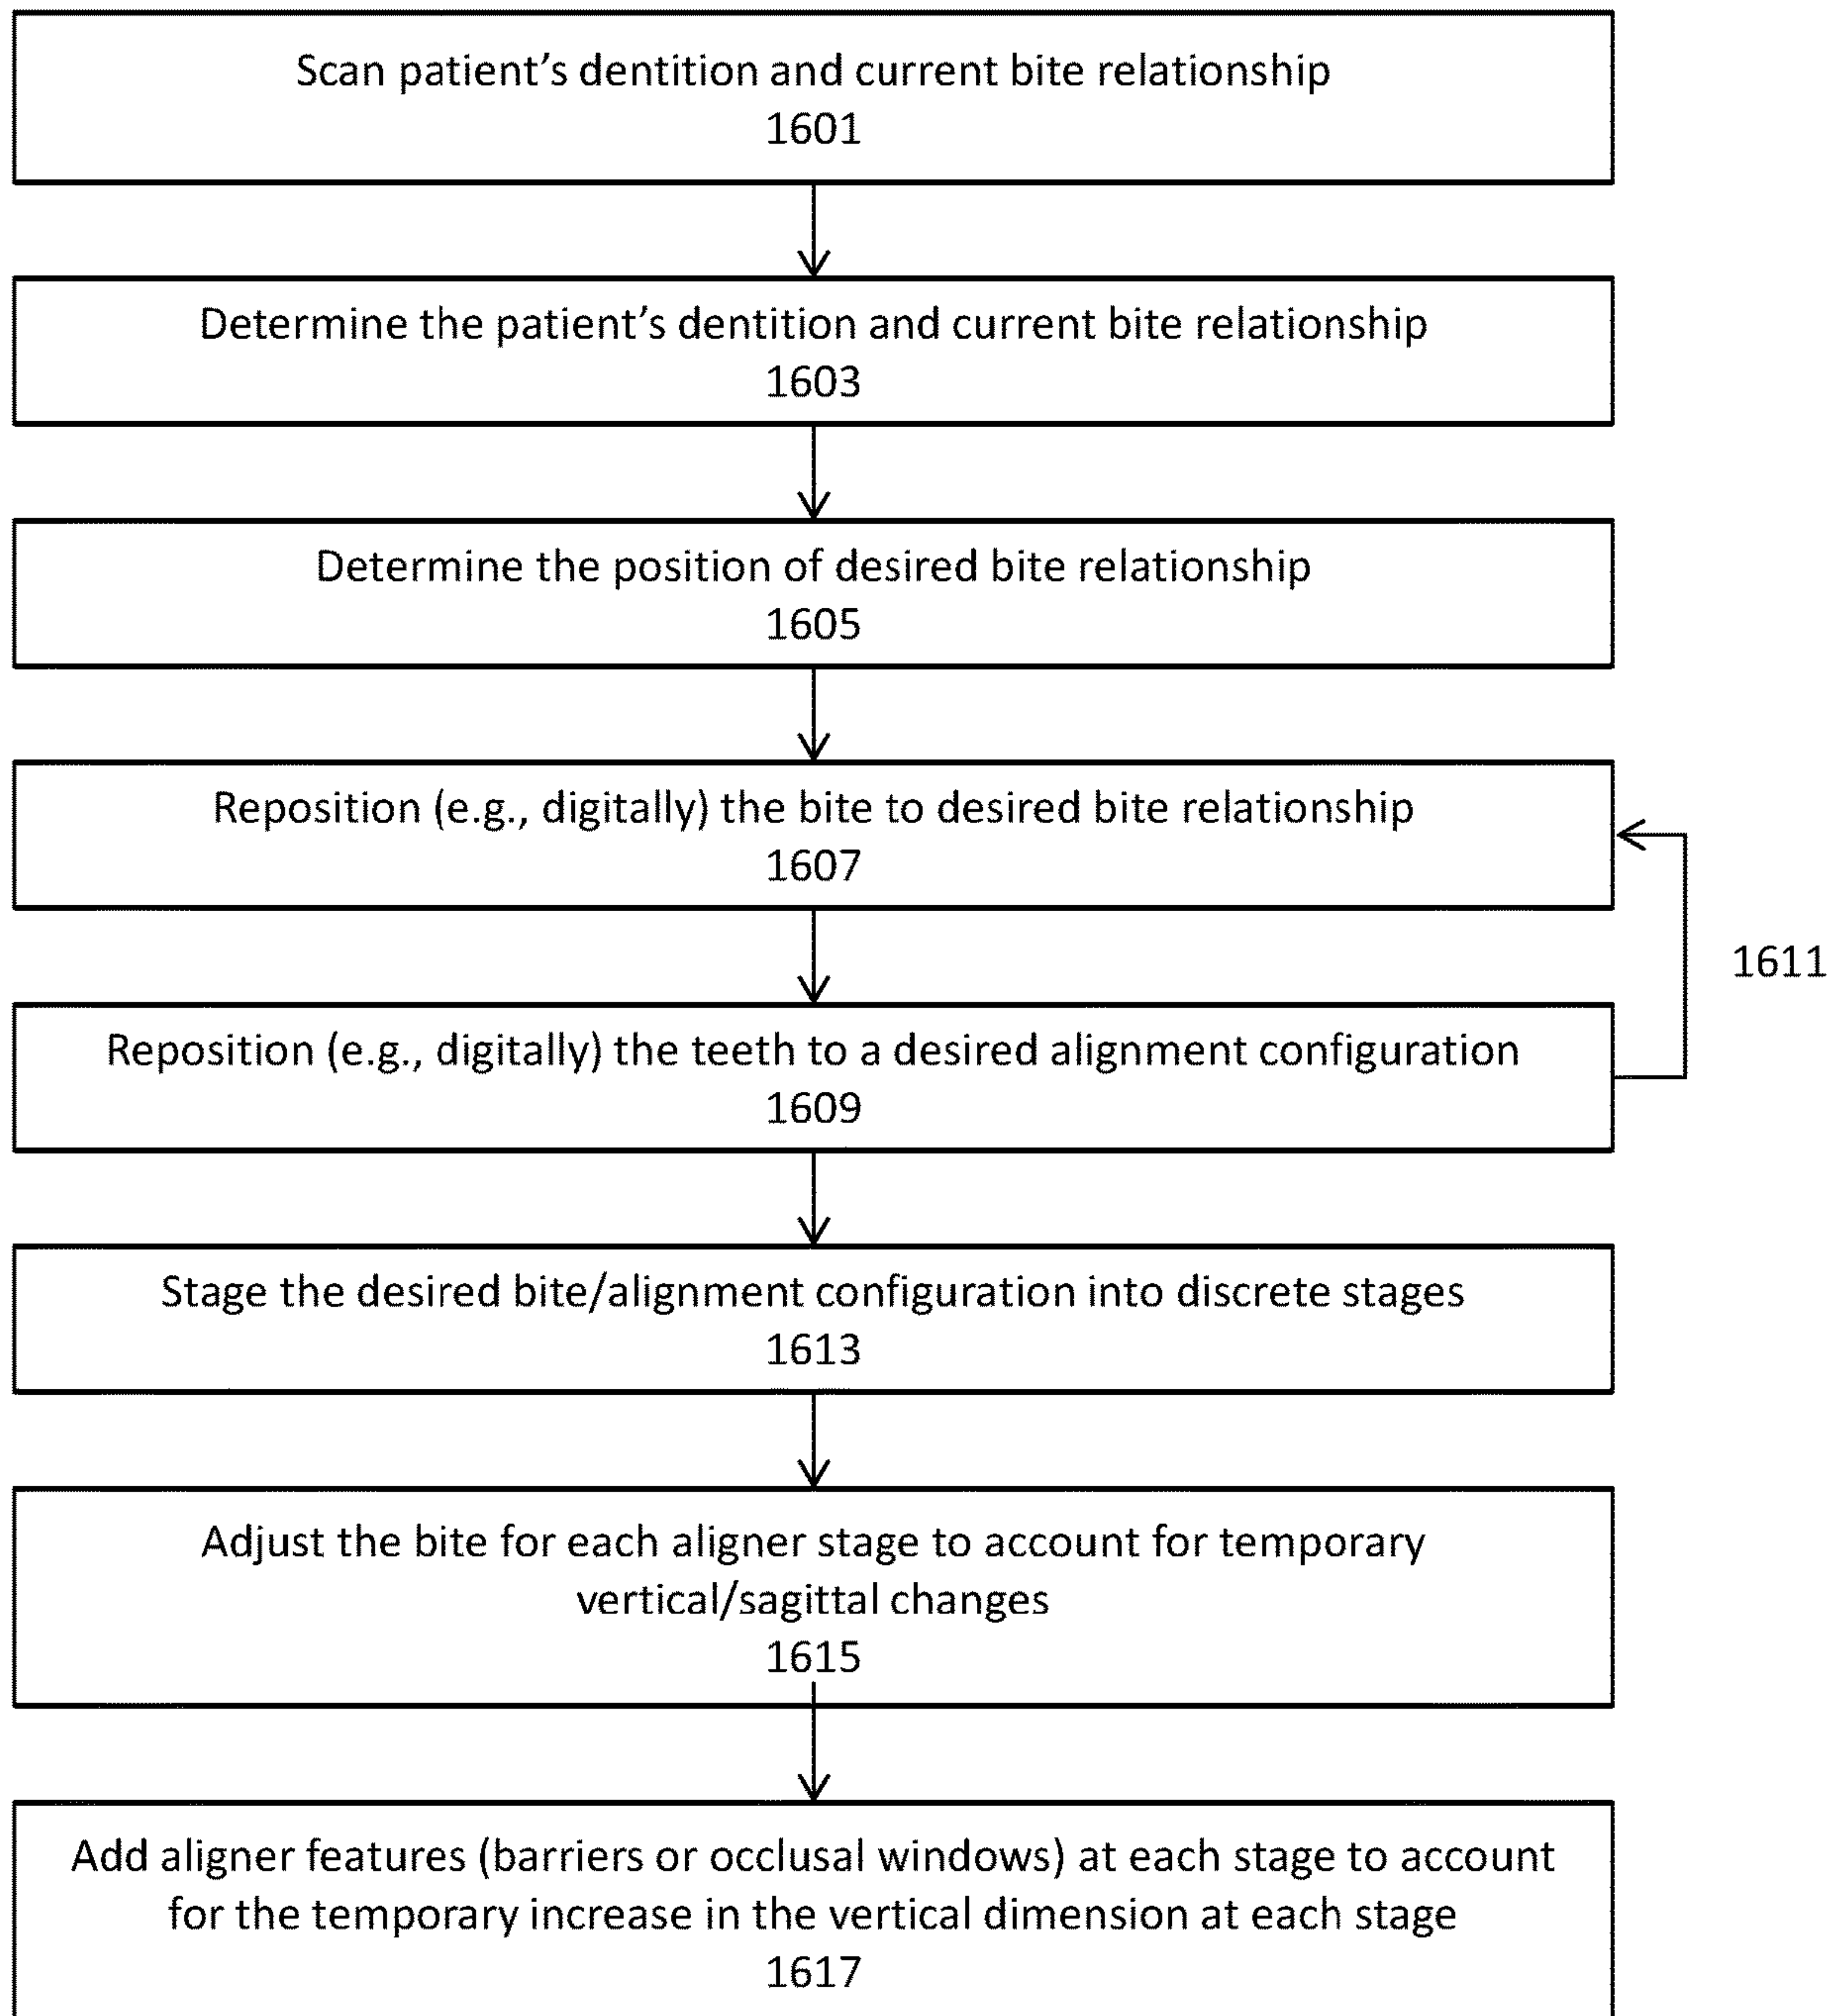 Scan patient’s dentition and current bite relationship
1601
Determine the patient’s dentition and current bite relationship
1603
Determine the position of desired bite relationship
1605
Reposition (e.g., digitally) the bite to desired bite relationship
1607
1611
Reposition (e.g., digitally) the teeth to a desired alignment configuration
1609
Stage the desired bite/alignment configuration into discrete stages
1613
Adjust the bite for each aligner stage to account for temporary
vertical/sagittal changes
1615
Add aligner features (barriers or occlusal windows) at each stage to account
for the temporary increase in the vertical dimension at each stage
1617